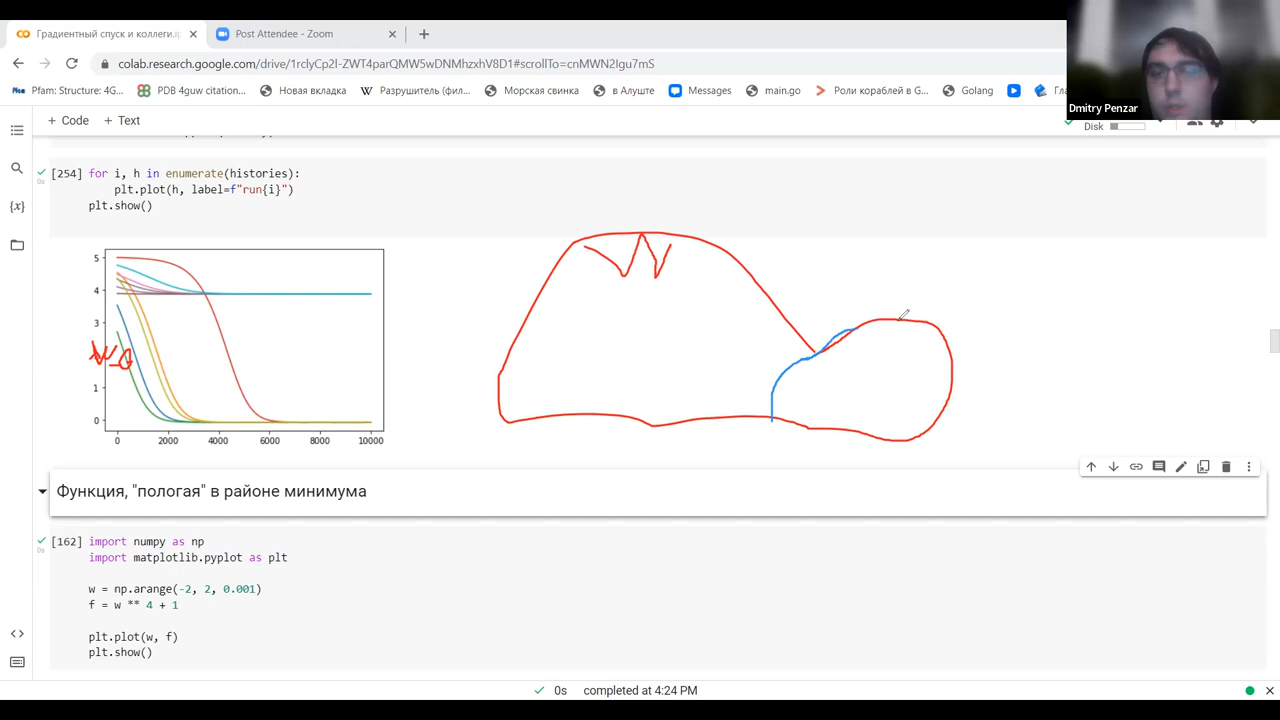 Градиентный спуск и коллеги.ip
Post Attendee - Zoom
colab.research.google.com/drive/1rclyCp2I-ZWT4parQMW5wDNMhzxhV8D1#scrollTo=cnMWN2Igu7mS
Pfam: Structure: 4G...
PDB 4guw citation...
Новая вкладка
Разрушитель (фил...
Морская свинка
в Алуште
Messages
main.go
Роли кораблей в G...
Golang
Dmitry Penzar
+ Code
+ Text
Disk
[254] for i, h in enumerate(histories):
plt.plot(h, label=f"run{i}")
plt.show()
{x}
W
5
4
3
1
0
0 2000 4000 6000 8000 10000
Функция, "пологая" в районе минимума
[162] import numpy as np
import matplotlib.pyplot as plt
w = np.arange(-2, 2, 0.001)
f = w ** 4 + 1
plt.plot(w, f)
plt.show()
0s completed at 4:24 PM